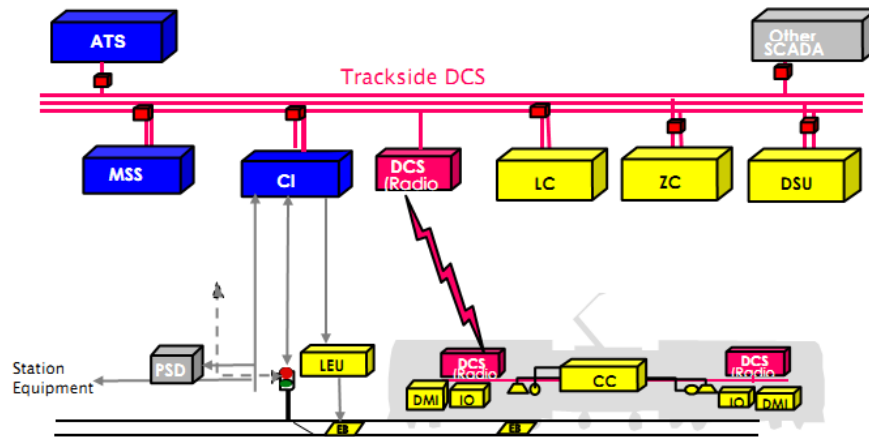 ATS
Other
SCADA
Trackside DCS
MSS
CI
DCS
(Radio
LC
ZC
DSU
Station
Equipment
PSD
LEU
DCS
(Radio
DMI
IO
CC
DCS
(Radio
IO
DMI
EB
EB